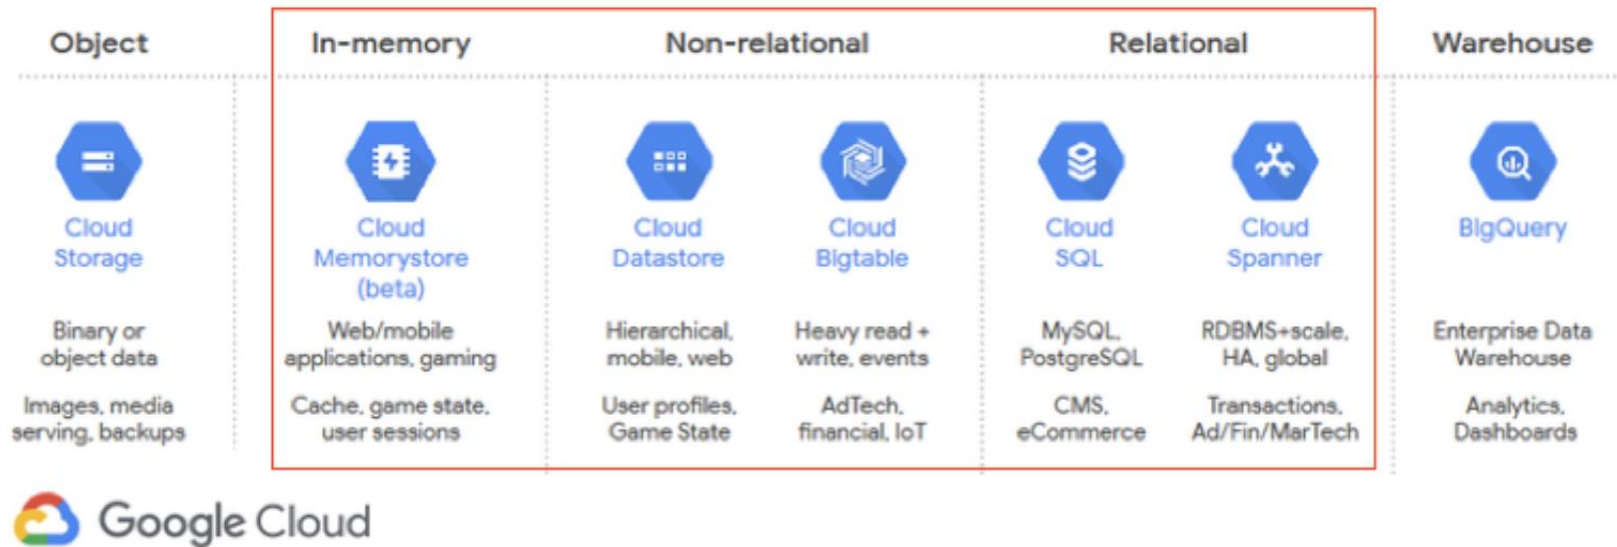 Object
In-memory
Non-relational
Relational
Warehouse
Cloud
Storage
Binary or
object data
Images, media
serving, backups
Cloud
Memorystore
(beta)
Web/mobile
applications, gaming
Cache, game state,
user sessions
Cloud
Datastore
Hierarchical,
mobile, web
User profiles,
Game State
Cloud
Bigtable
Heavy read +
write, events
AdTech,
financial, IoT
Cloud
SQL
MySQL,
PostgreSQL
CMS,
eCommerce
Cloud
Spanner
RDBMS+scale,
HA, global
Transactions,
Ad/Fin/MarTech
BigQuery
Enterprise Data
Warehouse
Analytics,
Dashboards
Google Cloud